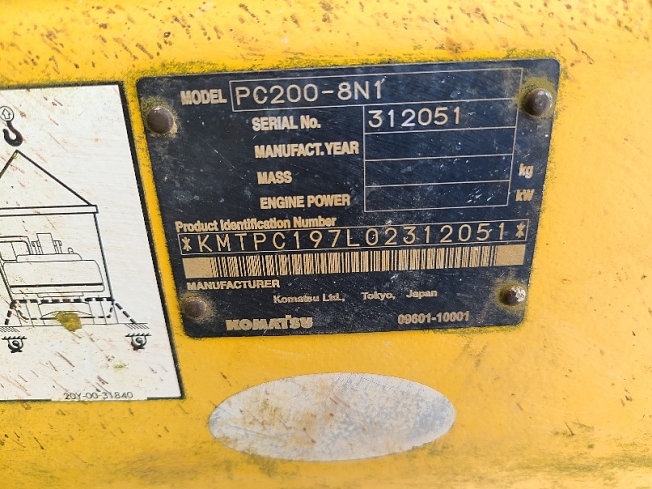 MODEL PC200-8N1
SERIAL No. 312051
MANUFACT.YEAR
MASS kg
ENGINE POWER kW
Product Identification Number
*KMTPC197L02312051*
MANUFACTURER
Komatsu Ltd., Tokyo, Japan
KOMATSU 09601-10001
20Y-00-31840